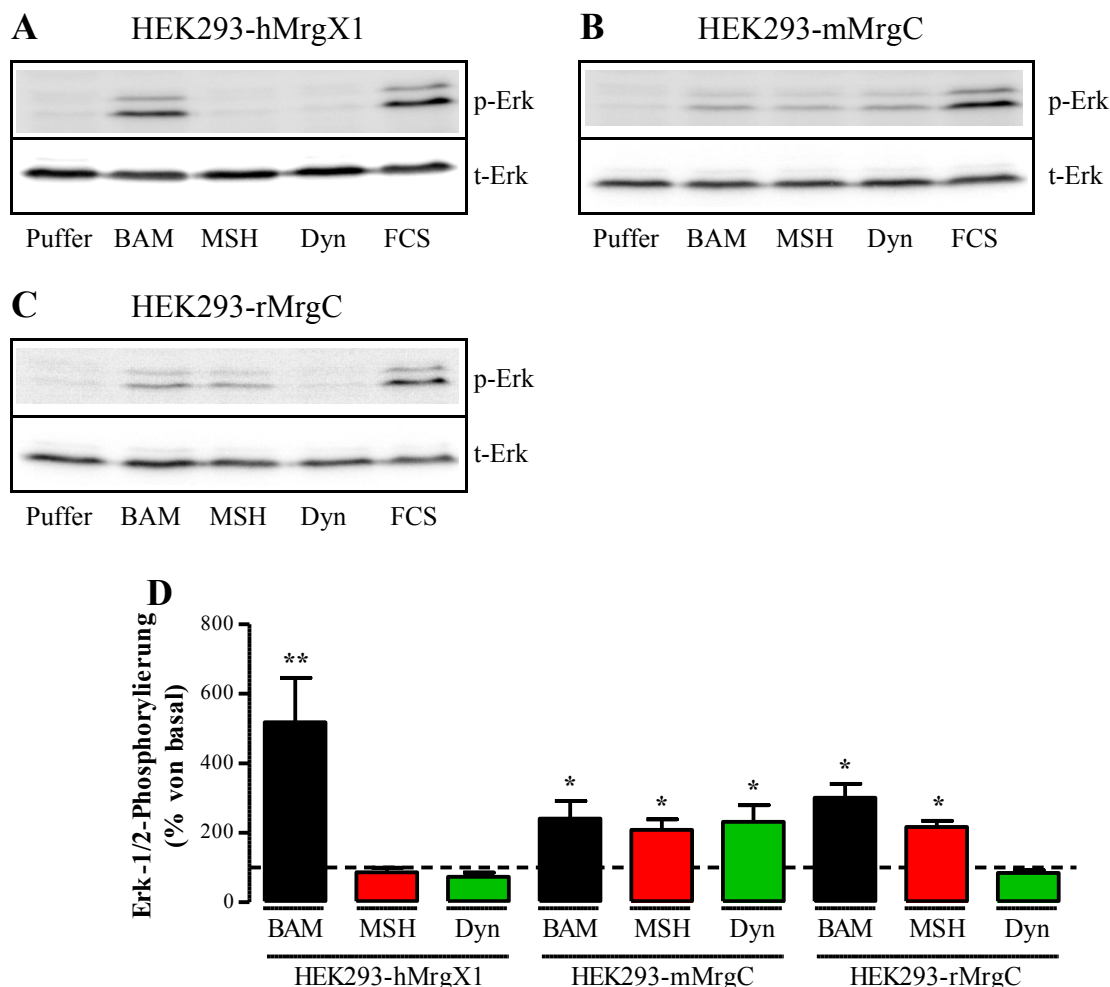 A HEK293-hMrgX1
p-Erk
t-Erk
Puffer BAM MSH Dyn FCS
B HEK293-mMrgC
p-Erk
t-Erk
Puffer BAM MSH Dyn FCS
C HEK293-rMrgC
p-Erk
t-Erk
Puffer BAM MSH Dyn FCS
D
Erk-1/2-Phosphorylierung
(% von basal)
800
600
400
200
0
**
*
*
*
*
*
BAM MSH Dyn BAM MSH Dyn BAM MSH Dyn
HEK293-hMrgX1 HEK293-mMrgC HEK293-rMrgC